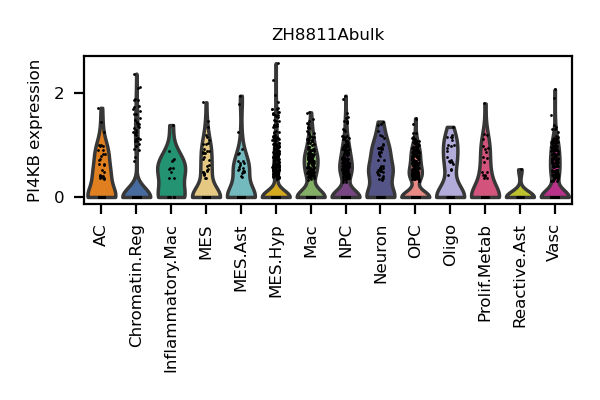 ZH8811Abulk
PI4KB expression
2
0
AC
Chromatin.Reg
Inflammatory.Mac
MES
MES.Ast
MES.Hyp
Mac
NPC
Neuron
OPC
Oligo
Prolif.Metab
Reactive.Ast
Vasc